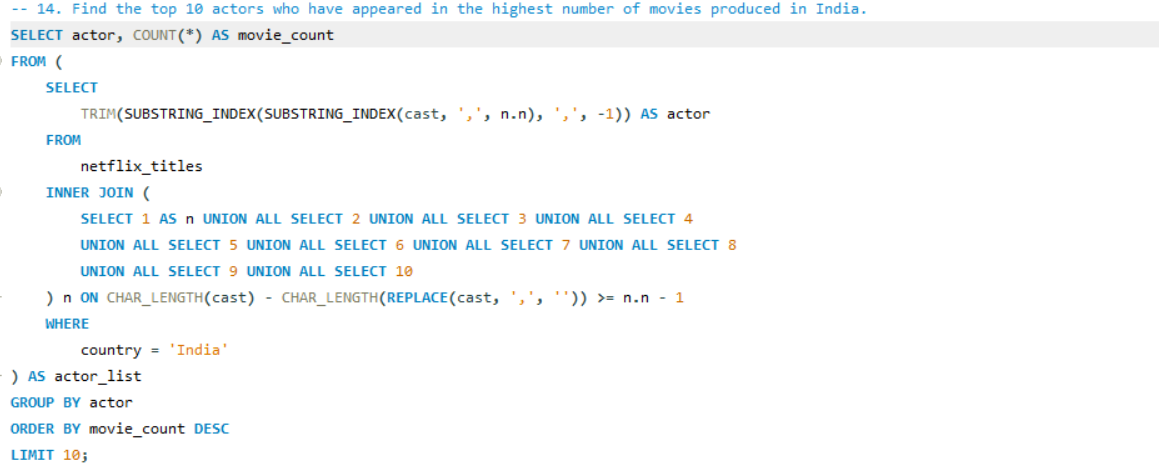 -- 14. Find the top 10 actors who have appeared in the highest number of movies produced in India.
SELECT actor, COUNT(*) AS movie_count
FROM (
    SELECT
        TRIM(SUBSTRING_INDEX(SUBSTRING_INDEX(cast, ',', n.n), ',', -1)) AS actor
    FROM
        netflix_titles
    INNER JOIN (
        SELECT 1 AS n UNION ALL SELECT 2 UNION ALL SELECT 3 UNION ALL SELECT 4
        UNION ALL SELECT 5 UNION ALL SELECT 6 UNION ALL SELECT 7 UNION ALL SELECT 8
        UNION ALL SELECT 9 UNION ALL SELECT 10
    ) n ON CHAR_LENGTH(cast) - CHAR_LENGTH(REPLACE(cast, ',', '')) >= n.n - 1
    WHERE
        country = 'India'
) AS actor_list
GROUP BY actor
ORDER BY movie_count DESC
LIMIT 10;